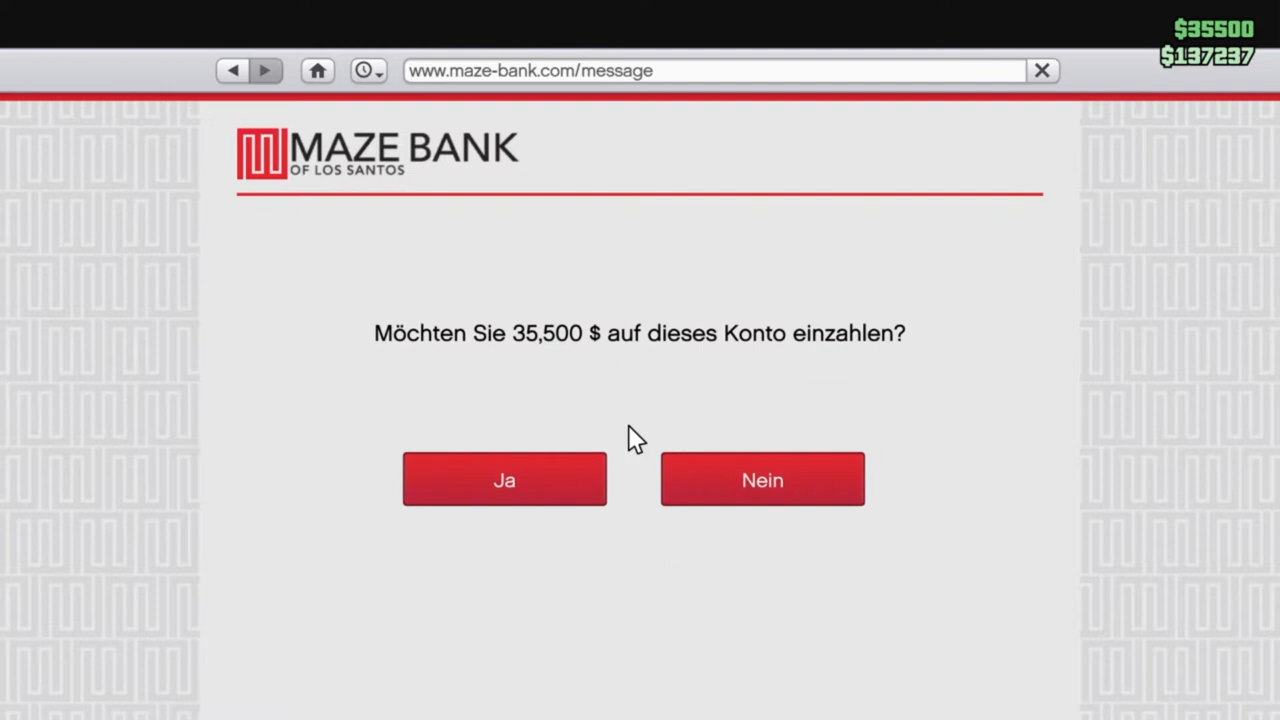 $35500
$137237
www.maze-bank.com/message
MAZE BANK
OF LOS SANTOS
Möchten Sie 35,500 $ auf dieses Konto einzahlen?
Ja
Nein